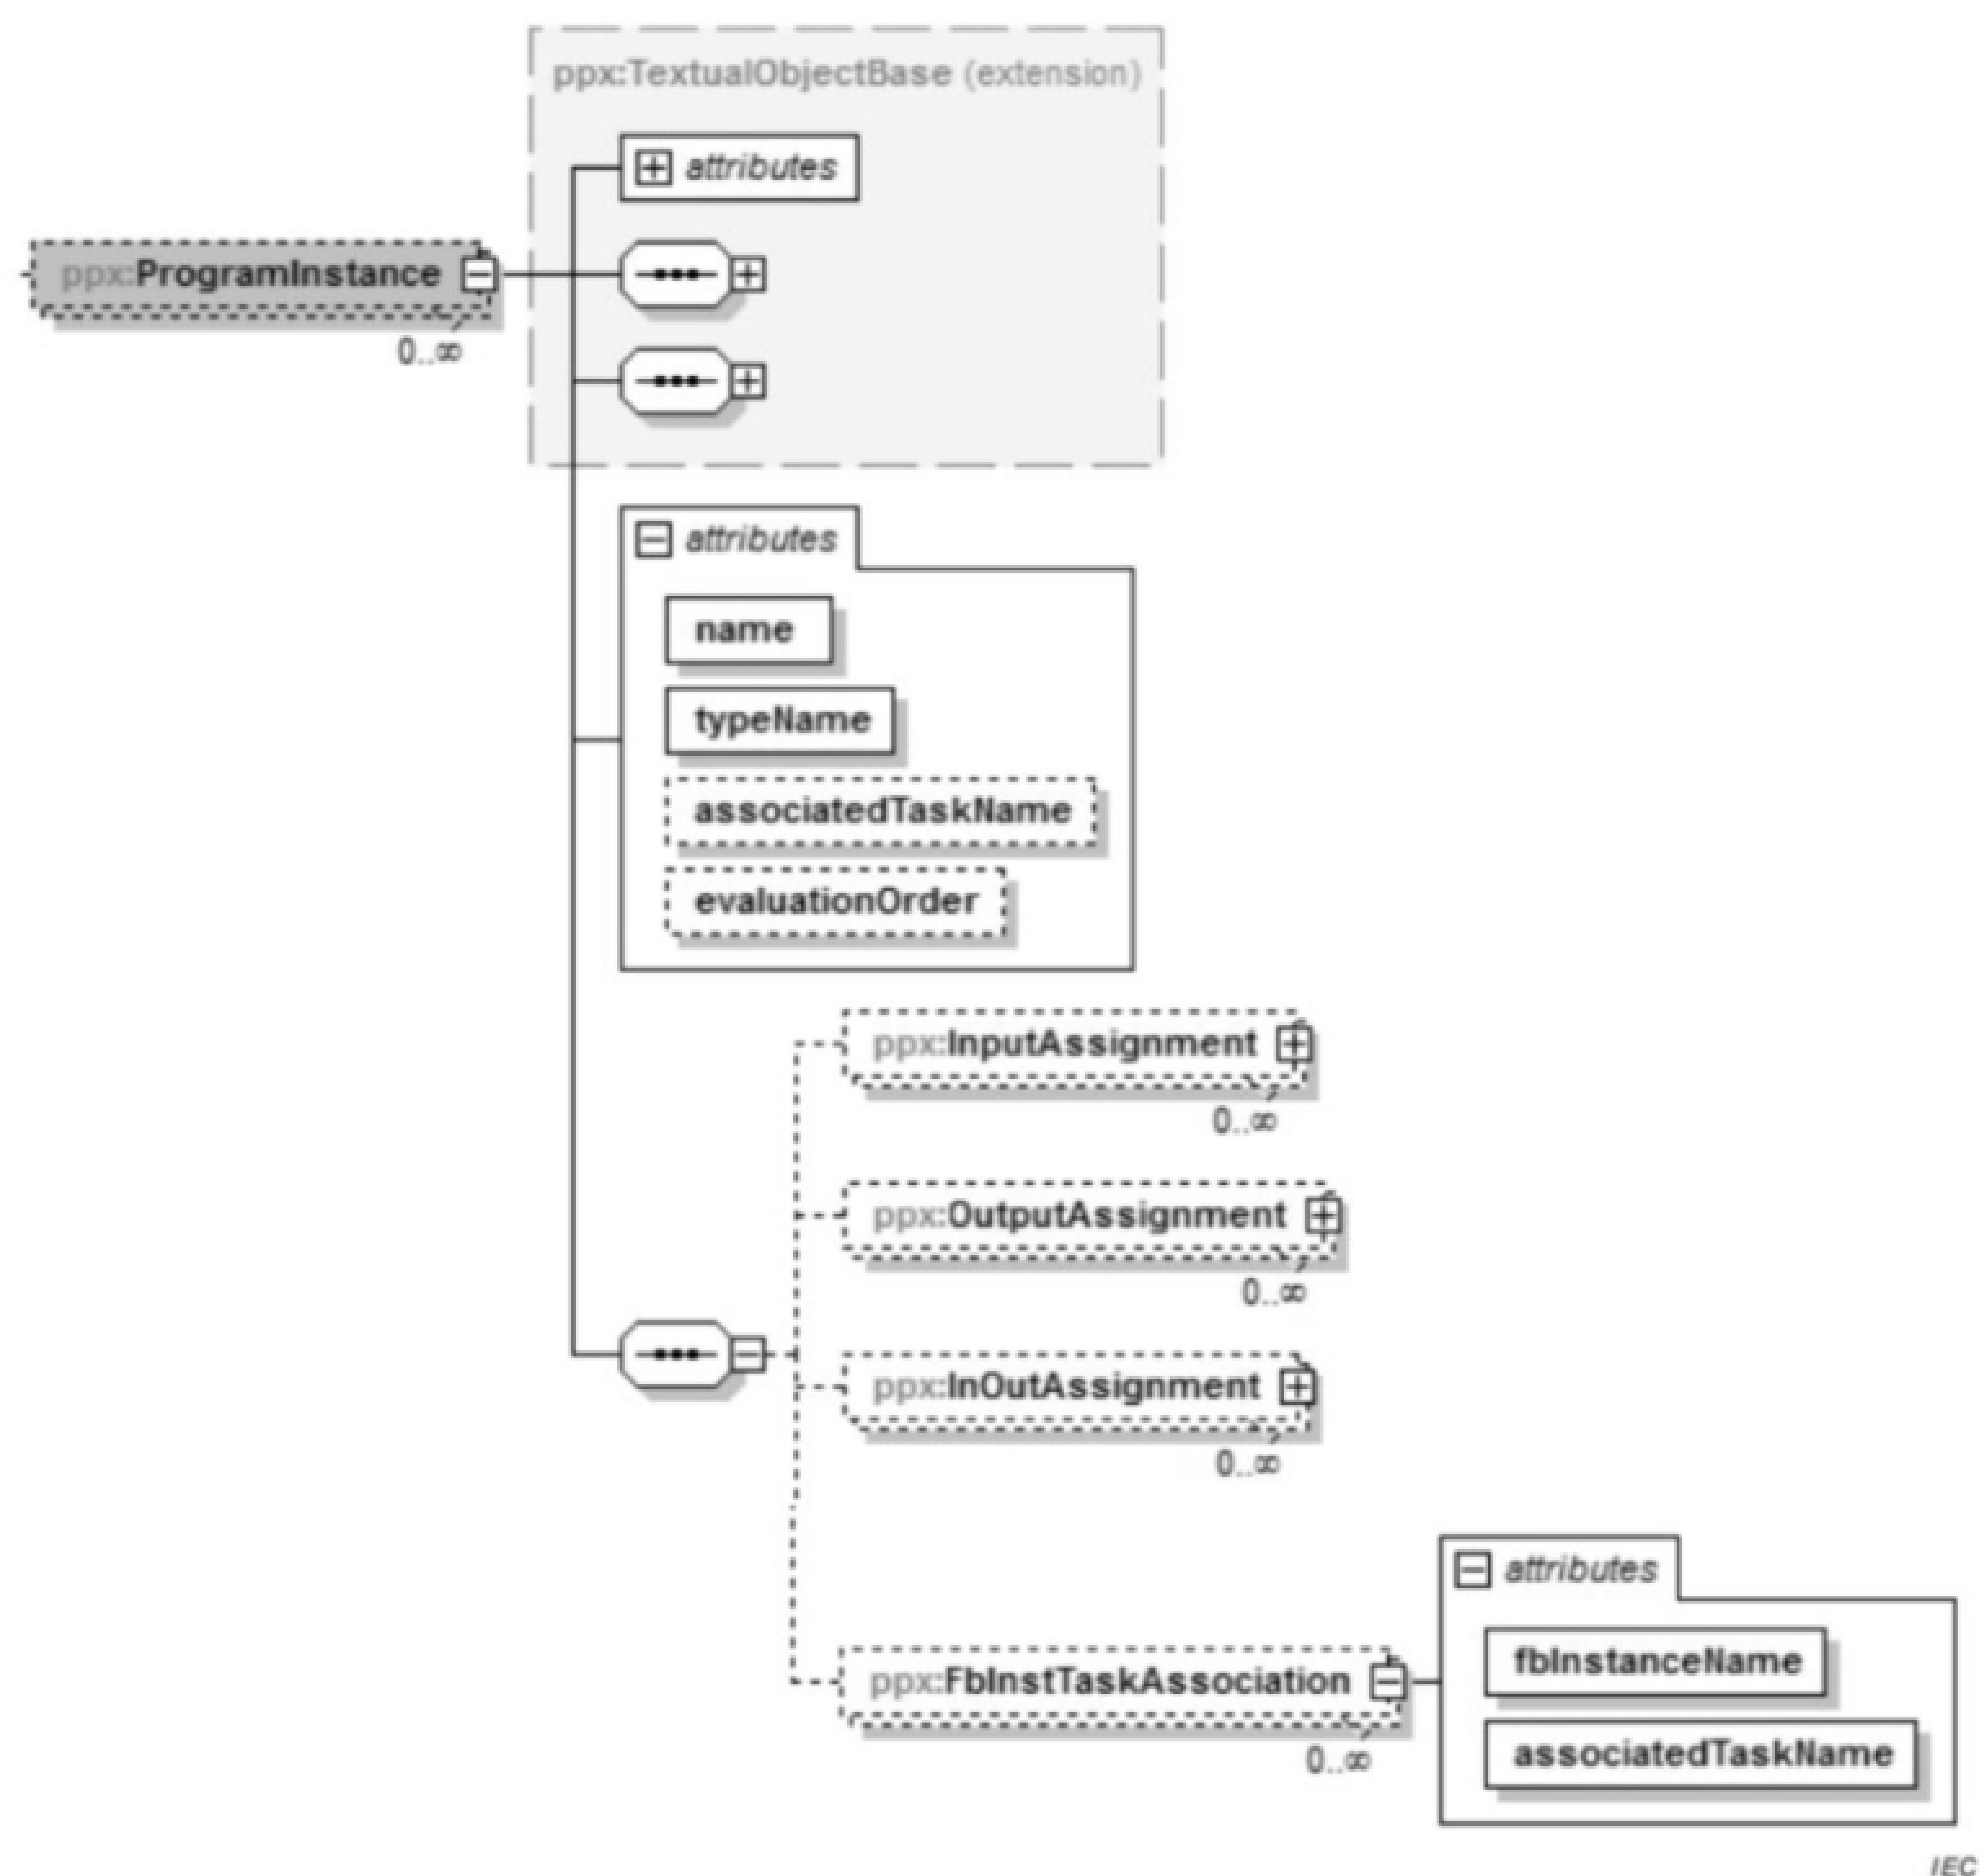 ppx:TextualObjectBase (extension)
attributes
ppx:ProgramInstance
0..∞
attributes
name
typeName
associatedTaskName
evaluationOrder
ppx:InputAssignment
0..∞
ppx:OutputAssignment
0..∞
ppx:InOutAssignment
0..∞
attributes
fbInstanceName
ppx:FbInstTaskAssociation
associatedTaskName
0..∞
IEC